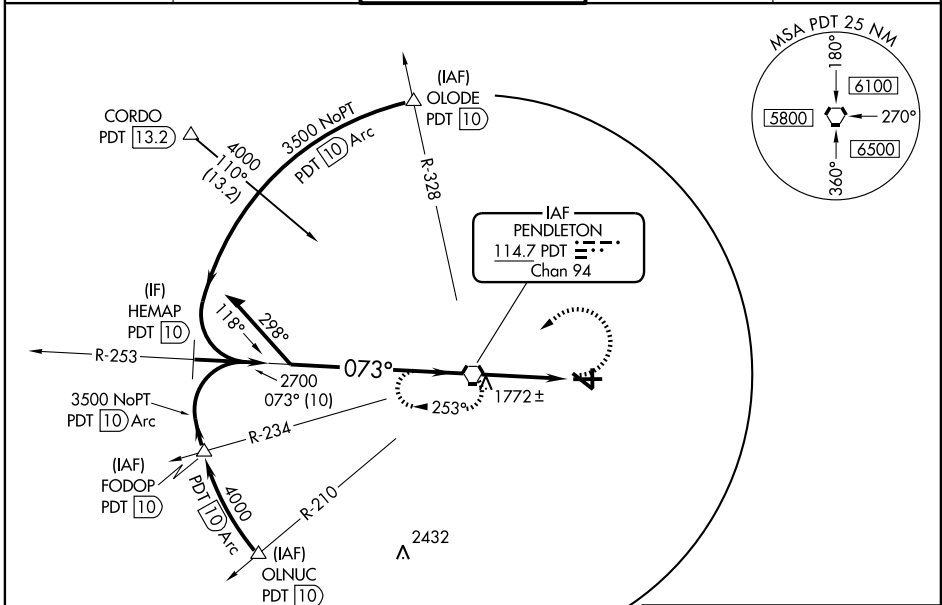 MSA PDT 25 NM
180°
6100
5800
270°
6500
360°
(IAF)
OLODE
PDT 10
CORDO
PDT 13.2
3500 NoPT
PDT 10 Arc
4000
110°
(13.2)
R-328
IAF
PENDLETON
114.7 PDT
Chan 94
(IF)
HEMAP
PDT 10
118°
298°
R-253
073°
2700
073° (10)
1772 ±
253°
3500 NoPT
PDT 10 Arc
R-234
(IAF)
FODOP
PDT 10
4000
PDT 10 Arc
R-210
2432
(IAF)
OLNUC
PDT 10